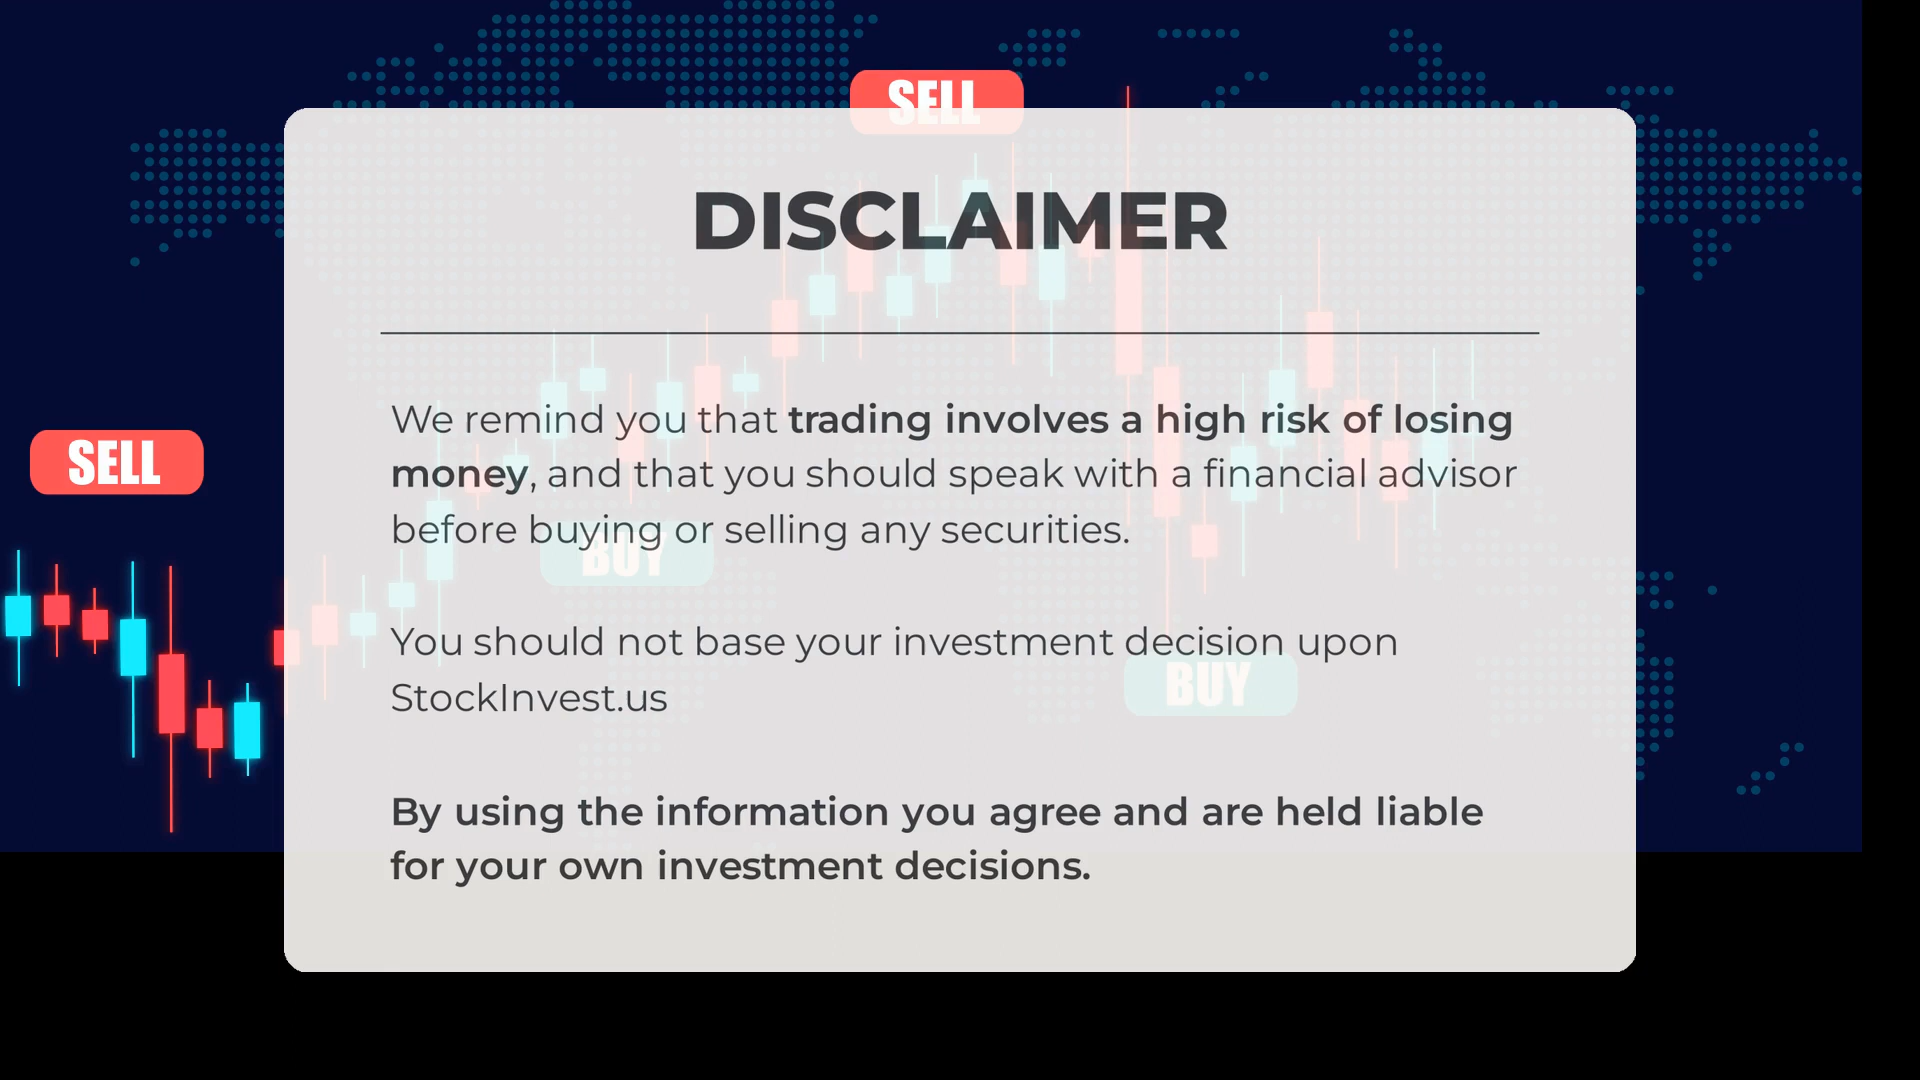 SELL
DISCLAIMER
We remind you that trading involves a high risk of losing
money, and that you should speak with a financial advisor
before buying or selling any securities.
SELL
BUY
You should not base your investment decision upon
StockInvest.us
BUY
By using the information you agree and are held liable
for your own investment decisions.